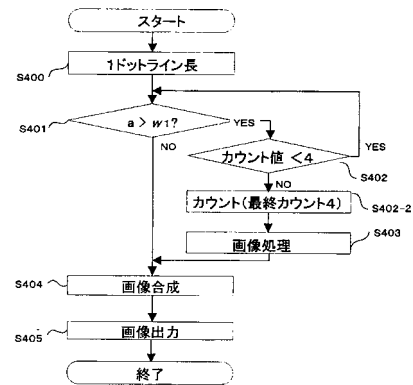 スタート
S400
1ドットライン長
S401
a > w1?
YES
NO
カウント値 <4
YES
S402
NO
カウント(最終カウント4)
S402-2
画像処理
S403
S404
画像合成
S405
画像出力
終了